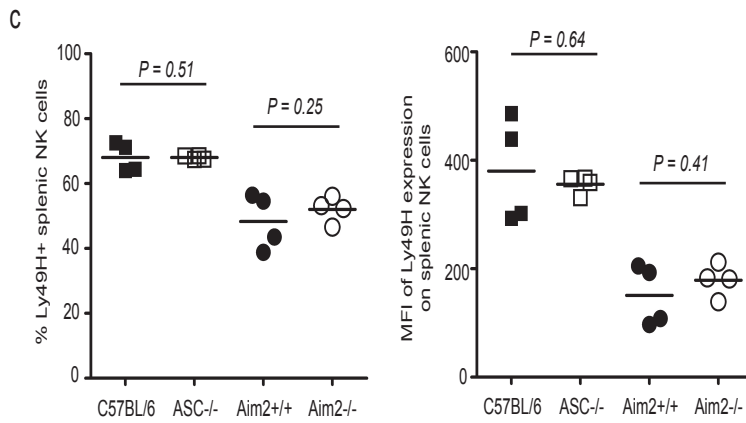 C
% Ly49H+ splenic NK cells
100
80
60
40
20
0
P = 0.51
P = 0.25
C57BL/6 ASC-/- Aim2+/+ Aim2-/-
MFI of Ly49H expression
on splenic NK cells
600
400
200
0
P = 0.64
P = 0.41
C57BL/6 ASC-/- Aim2+/+ Aim2-/-